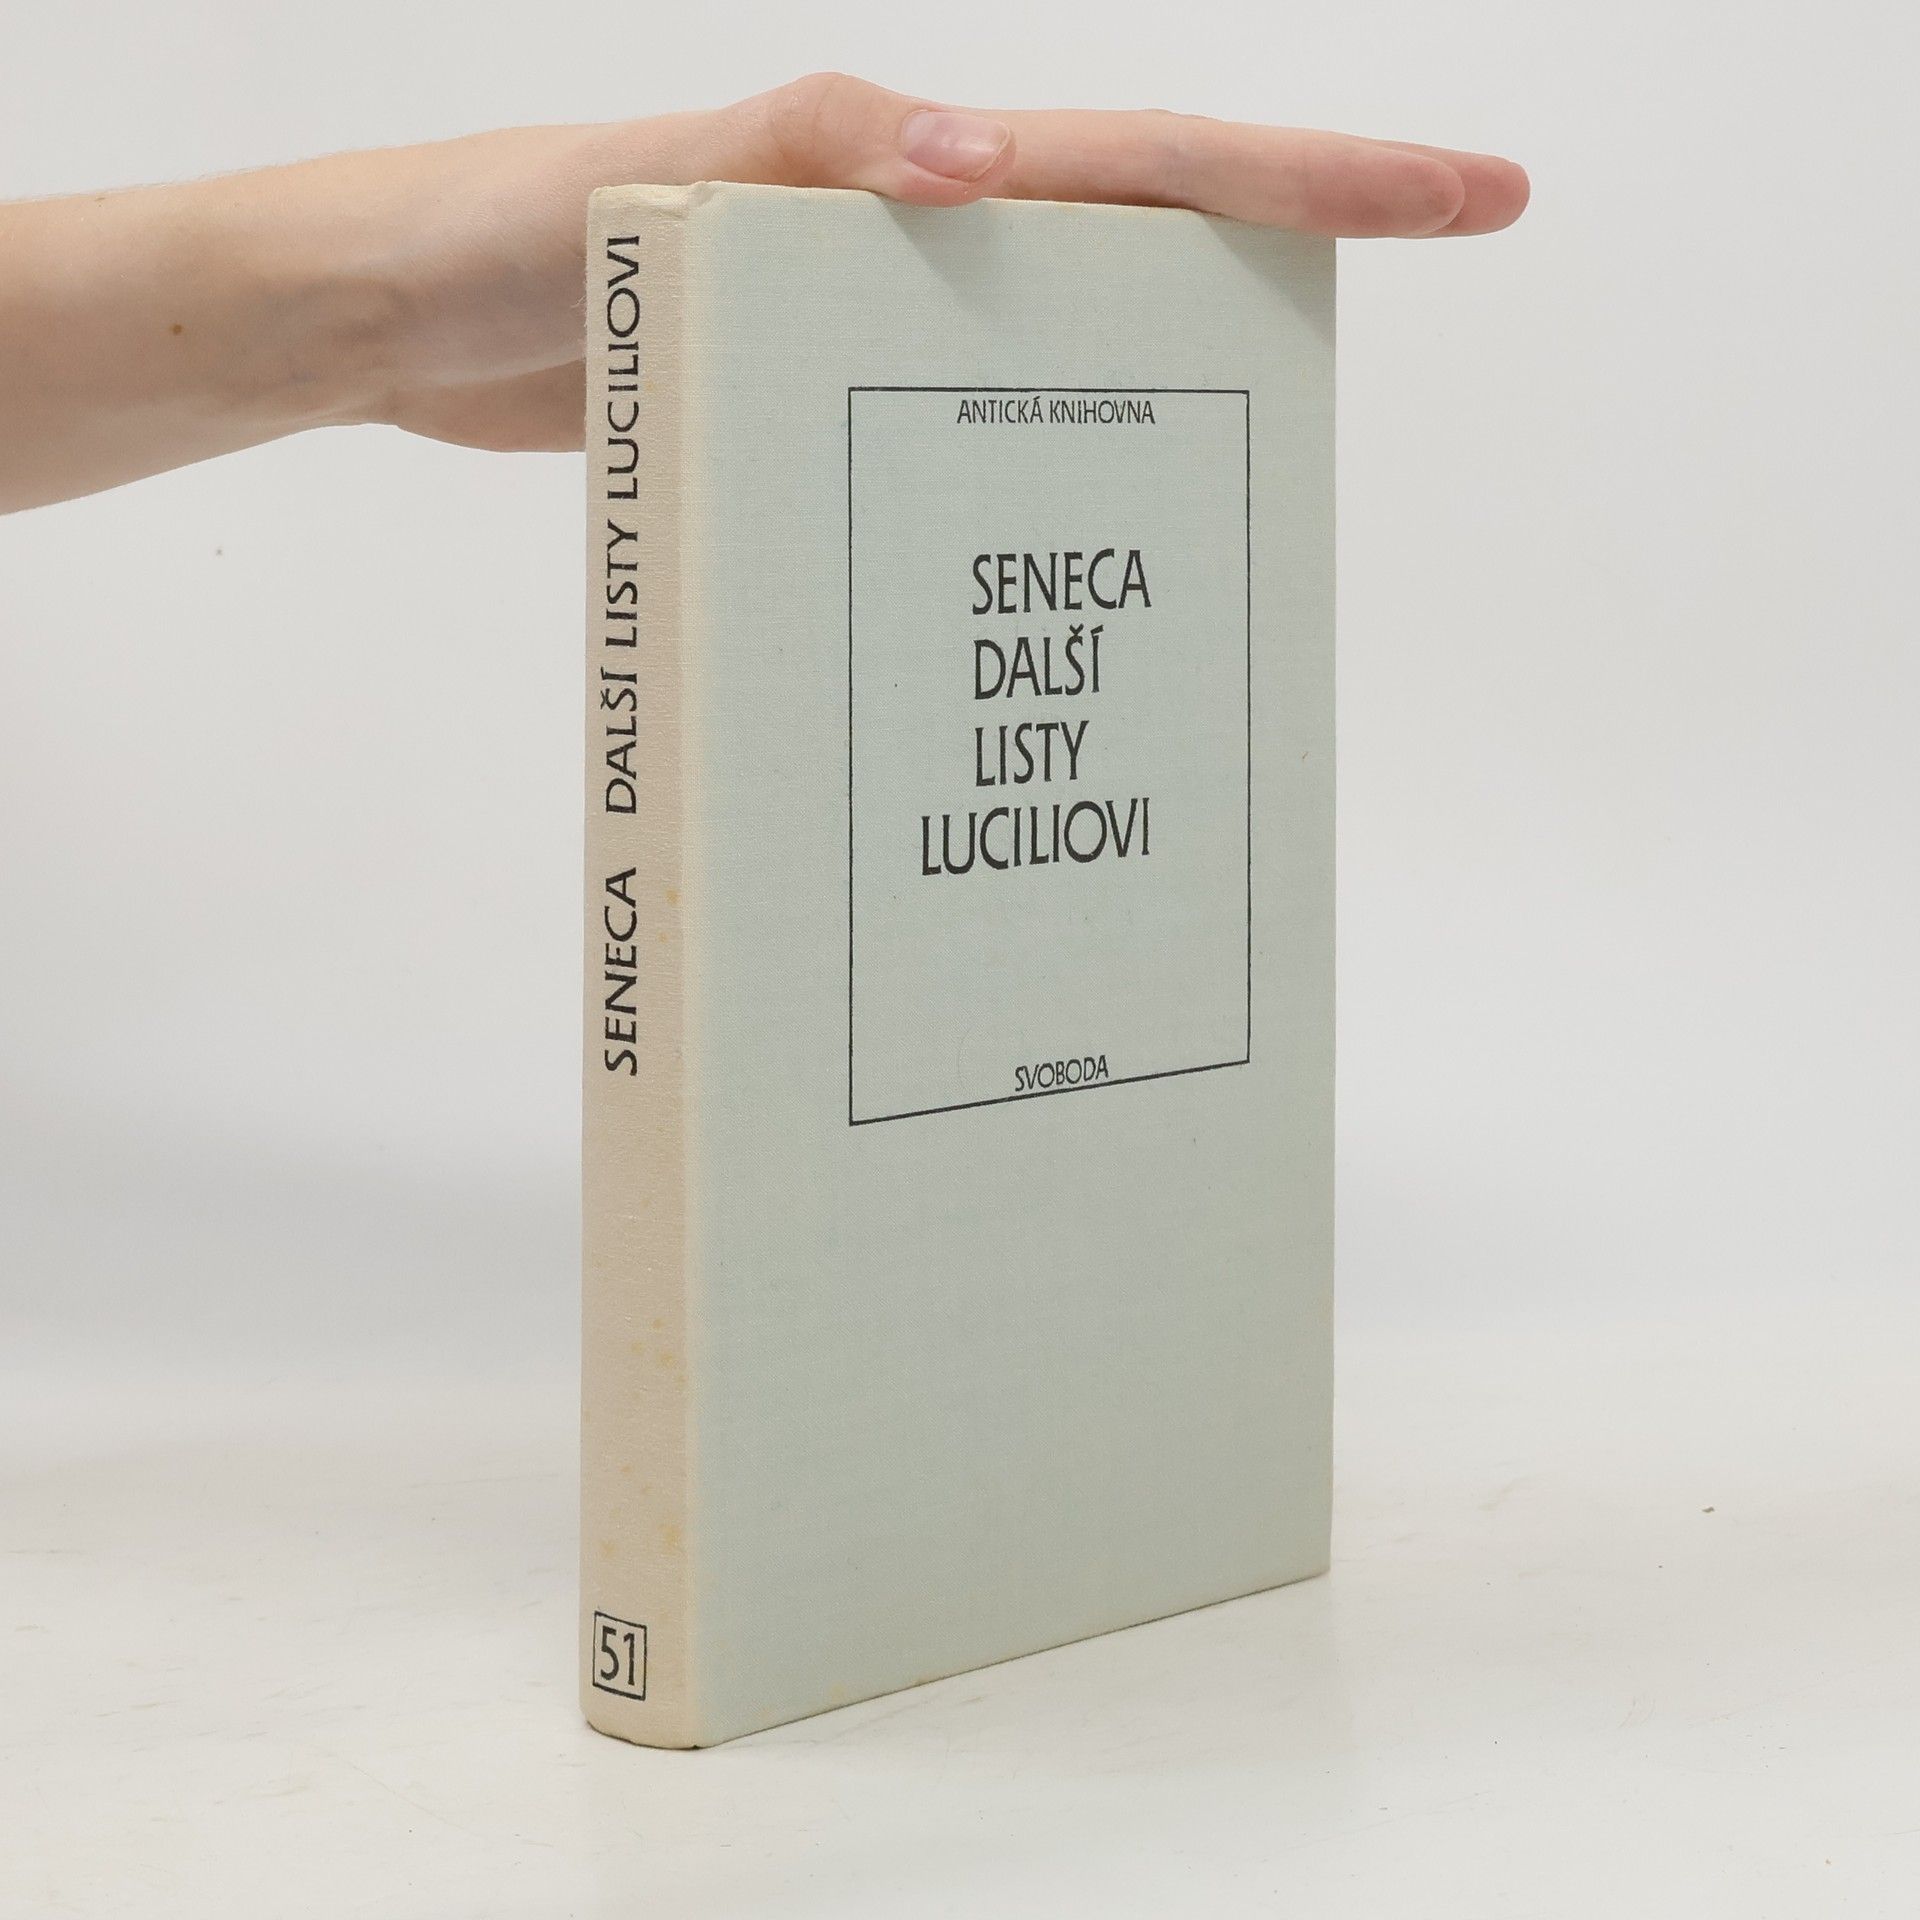 SENECA DALŠÍ LISTY LUCILIOVI
51
ANTICKÁ KNIHOVNA
SENECA
DALŠÍ
LISTY
LUCILIOVI
SVOBODA